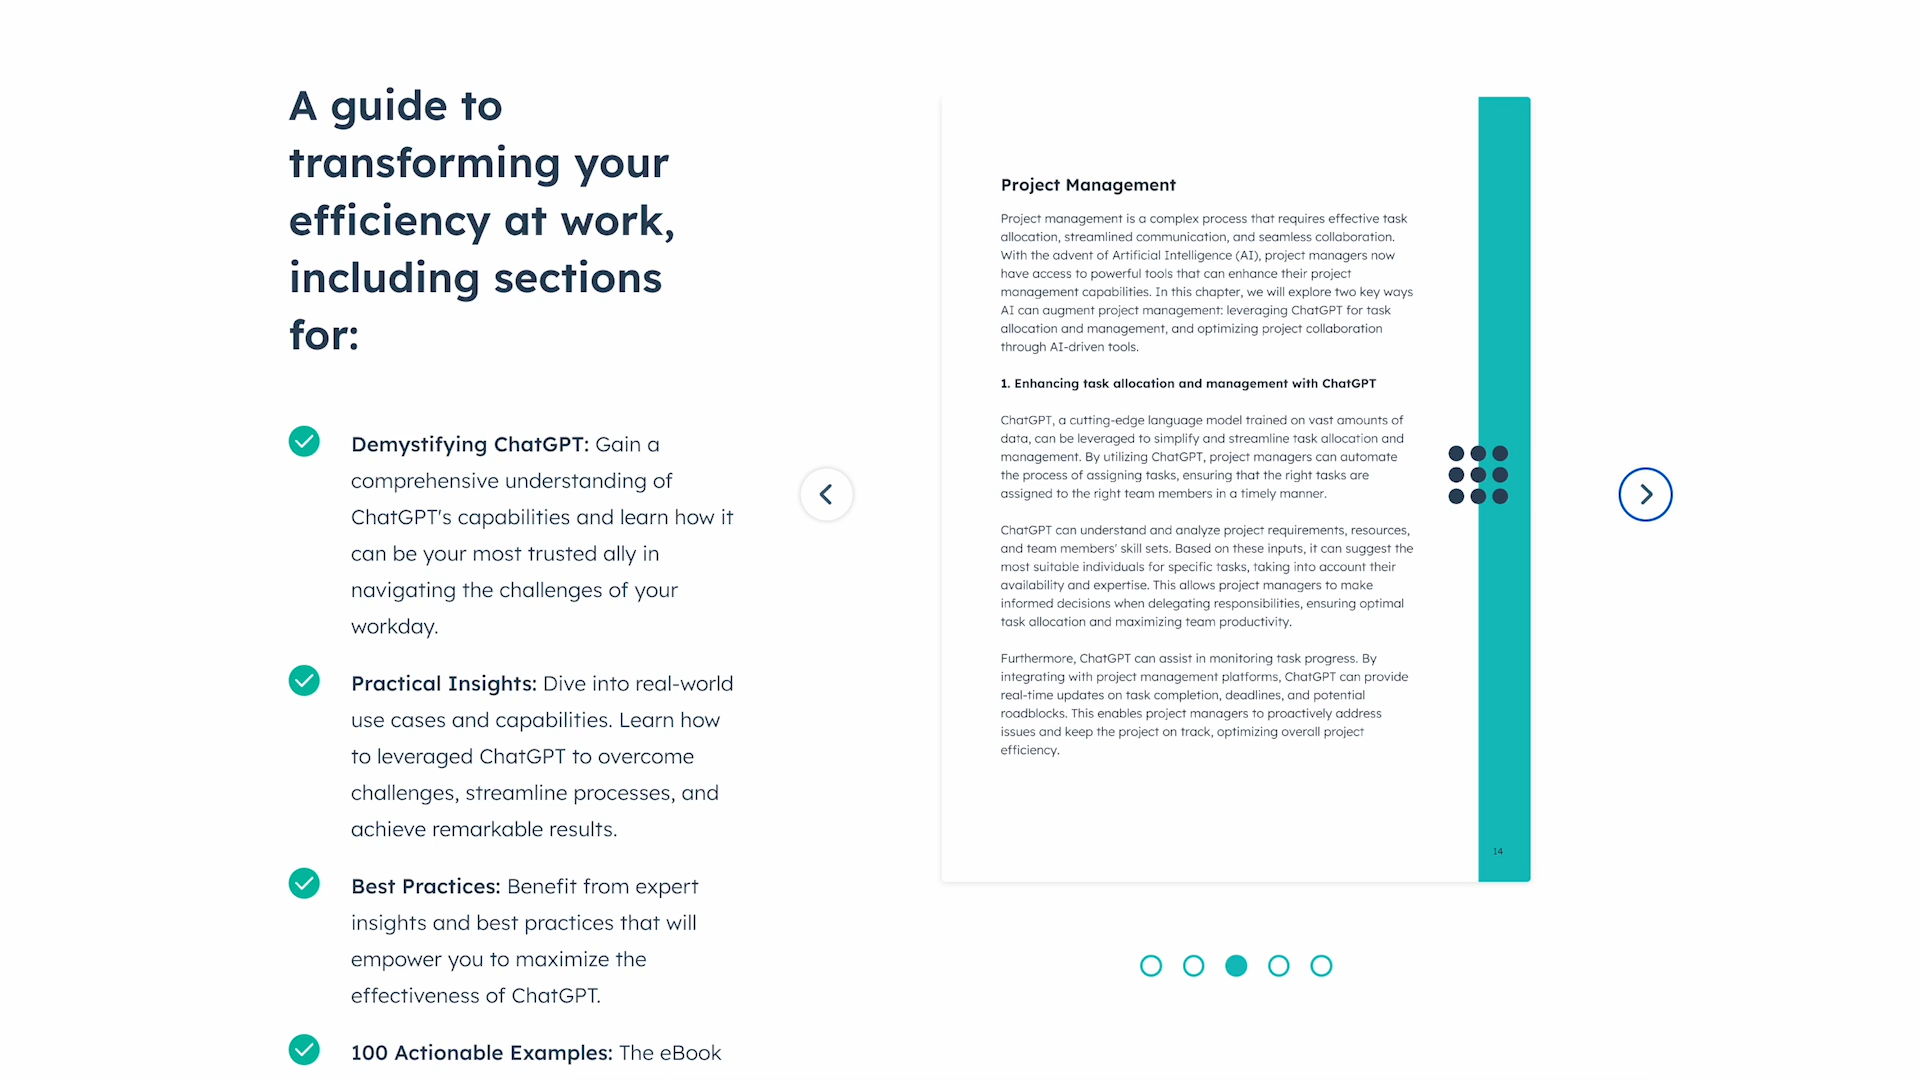 A guide to
transforming your
efficiency at work,
including sections
for:
Demystifying ChatGPT: Gain a
comprehensive understanding of
ChatGPT's capabilities and learn how it
can be your most trusted ally in
navigating the challenges of your
workday.
Practical Insights: Dive into real-world
use cases and capabilities. Learn how
to leveraged ChatGPT to overcome
challenges, streamline processes, and
achieve remarkable results.
Best Practices: Benefit from expert
insights and best practices that will
empower you to maximize the
effectiveness of ChatGPT.
100 Actionable Examples: The eBook
Project Management
Project management is a complex process that requires effective task
allocation, streamlined communication, and seamless collaboration.
With the advent of Artificial Intelligence (AI), project managers now
have access to powerful tools that can enhance their project
management capabilities. In this chapter, we will explore two key ways
AI can augment project management: leveraging ChatGPT for task
allocation and management, and optimizing project collaboration
through AI-driven tools.
1. Enhancing task allocation and management with ChatGPT
ChatGPT, a cutting-edge language model trained on vast amounts of
data, can be leveraged to simplify and streamline task allocation and
management. By utilizing ChatGPT, project managers can automate
the process of assigning tasks, ensuring that the right tasks are
assigned to the right team members in a timely manner.
ChatGPT can understand and analyze project requirements, resources,
and team members' skill sets. Based on these inputs, it can suggest the
most suitable individuals for specific tasks, taking into account their
availability and expertise. This allows project managers to make
informed decisions when delegating responsibilities, ensuring optimal
task allocation and maximizing team productivity.
Furthermore, ChatGPT can assist in monitoring task progress. By
integrating with project management platforms, ChatGPT can provide
real-time updates on task completion, deadlines, and potential
roadblocks. This enables project managers to proactively address
issues and keep the project on track, optimizing overall project
efficiency.
14